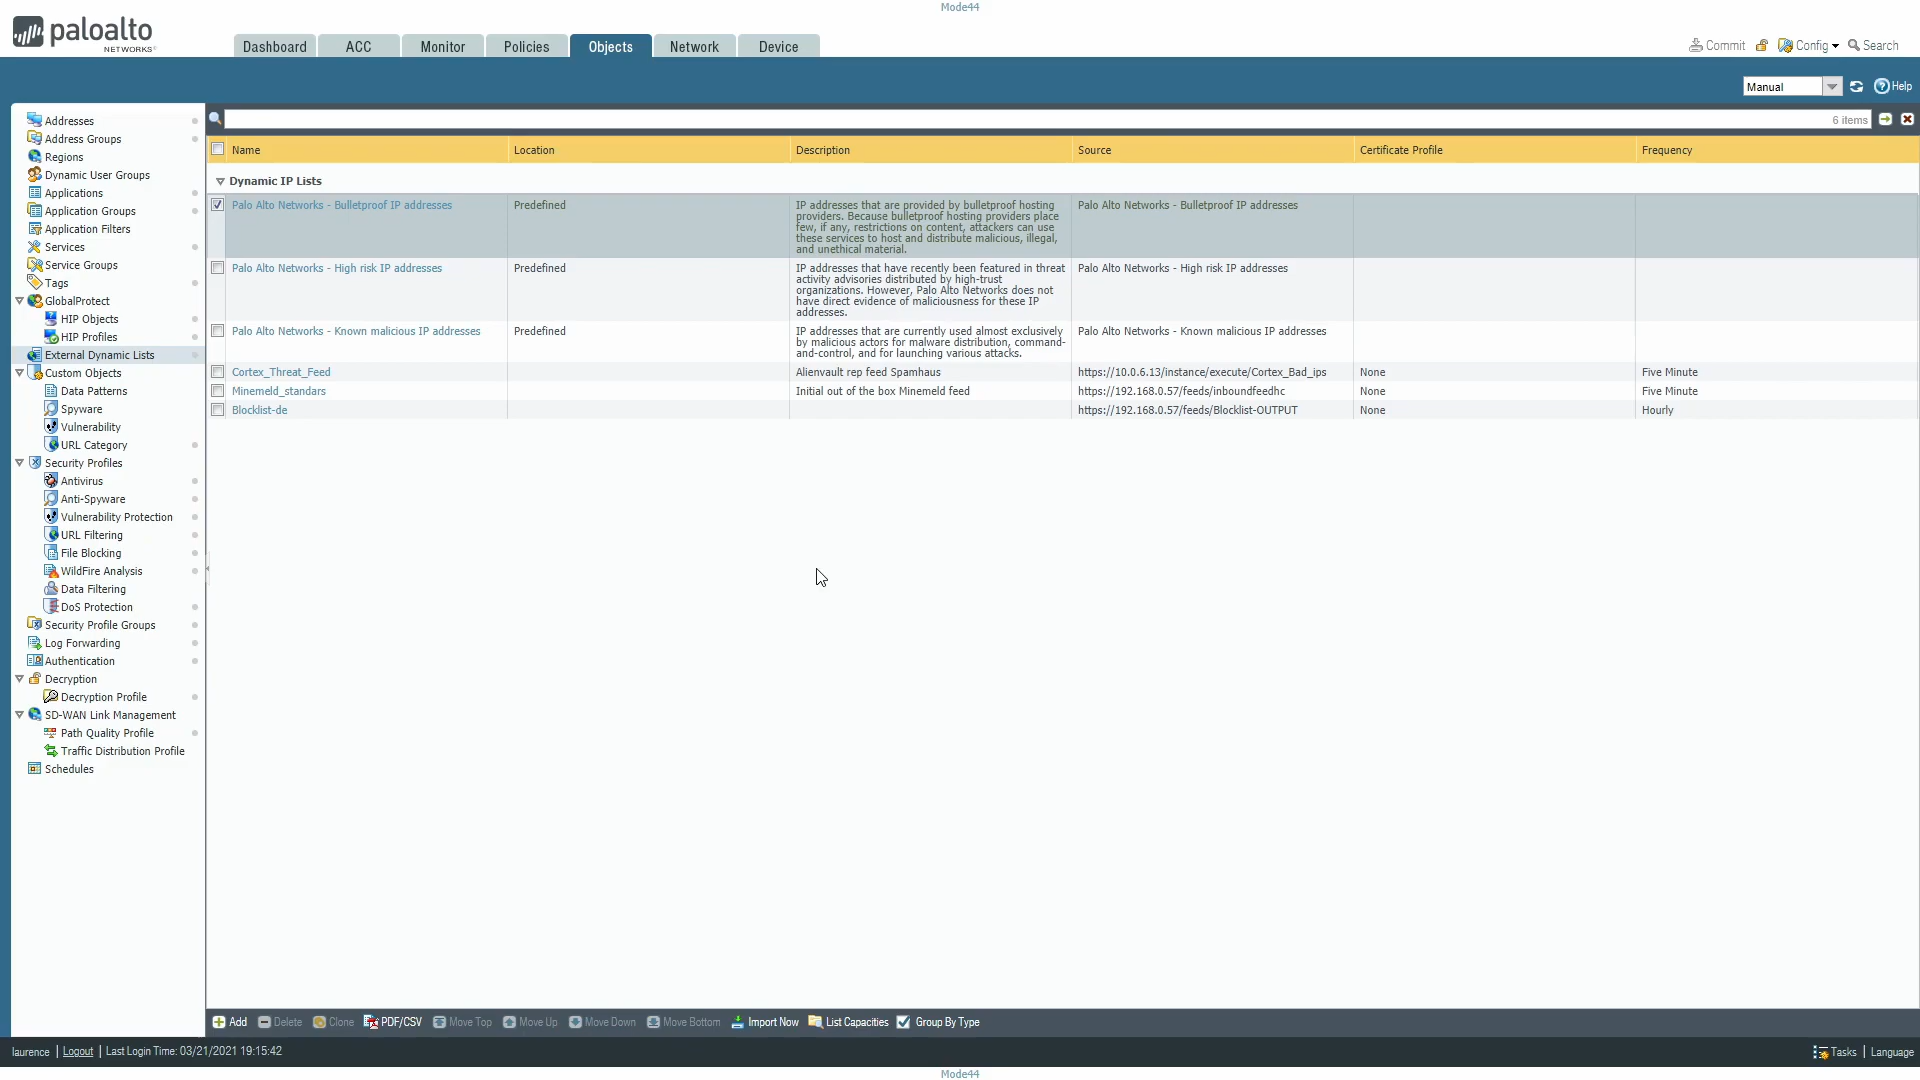 Mode44
paloalto
NETWORKS®
Dashboard ACC Monitor Policies Objects Network Device
Commit Config Search
Manual Help
6 items
Addresses
Address Groups
Regions
Dynamic User Groups
Applications
Application Groups
Application Filters
Services
Service Groups
Tags
GlobalProtect
HIP Objects
HIP Profiles
External Dynamic Lists
Custom Objects
Data Patterns
Spyware
Vulnerability
URL Category
Security Profiles
Antivirus
Anti-Spyware
Vulnerability Protection
URL Filtering
File Blocking
WildFire Analysis
Data Filtering
DoS Protection
Security Profile Groups
Log Forwarding
Authentication
Decryption
Decryption Profile
SD-WAN Link Management
Path Quality Profile
Traffic Distribution Profile
Schedules
Name Location Description Source Certificate Profile Frequency
Dynamic IP Lists
Palo Alto Networks - Bulletproof IP addresses Predefined IP addresses that are provided by bulletproof hosting Palo Alto Networks - Bulletproof IP addresses
providers. Because bulletproof hosting providers place
few, if any, restrictions on content, attackers can use
these services to host and distribute malicious, illegal,
and unethical material.
Palo Alto Networks - High risk IP addresses Predefined IP addresses that have recently been featured in threat Palo Alto Networks - High risk IP addresses
activity advisories distributed by high-trust
organizations. However, Palo Alto Networks does not
have direct evidence of maliciousness for these IP
addresses.
Palo Alto Networks - Known malicious IP addresses Predefined IP addresses that are currently used almost exclusively Palo Alto Networks - Known malicious IP addresses
by malicious actors for malware distribution, command-
and-control, and for launching various attacks.
Cortex_Threat_Feed Alienvault rep feed Spamhaus https://10.0.6.13/instance/execute/Cortex_Bad_ips None Five Minute
Minemeld_standars Initial out of the box Minemeld feed https://192.168.0.57/feeds/inboundfeedhc None Five Minute
Blocklist-de https://192.168.0.57/feeds/Blocklist-OUTPUT None Hourly
Add Delete Clone PDF/CSV Move Top Move Up Move Down Move Bottom Import Now List Capacities Group By Type
laurence | Logout | Last Login Time: 03/21/2021 19:15:42 Tasks | Language
Mode44